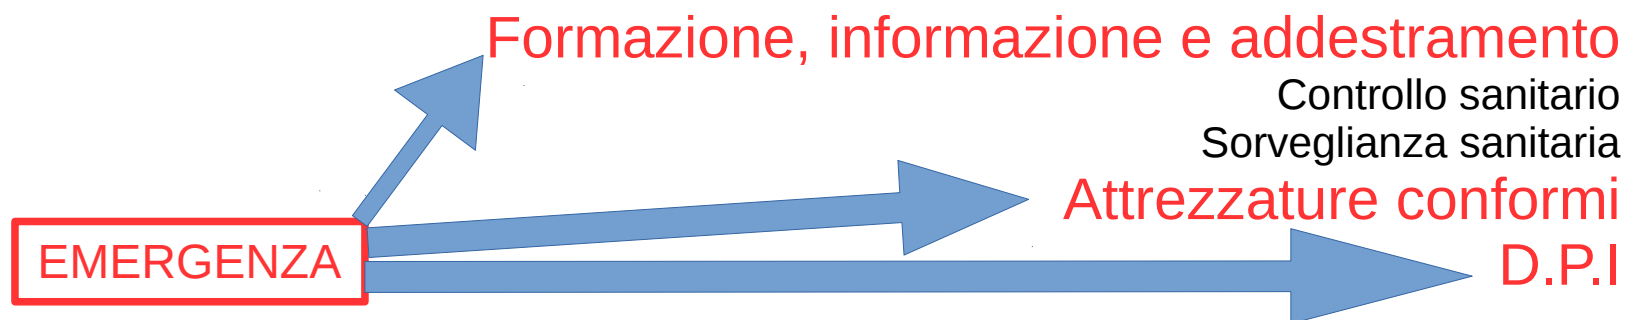 Formazione, informazione e addestramento
Controllo sanitario
Sorveglianza sanitaria
Attrezzature conformi
EMERGENZA
D.P.I